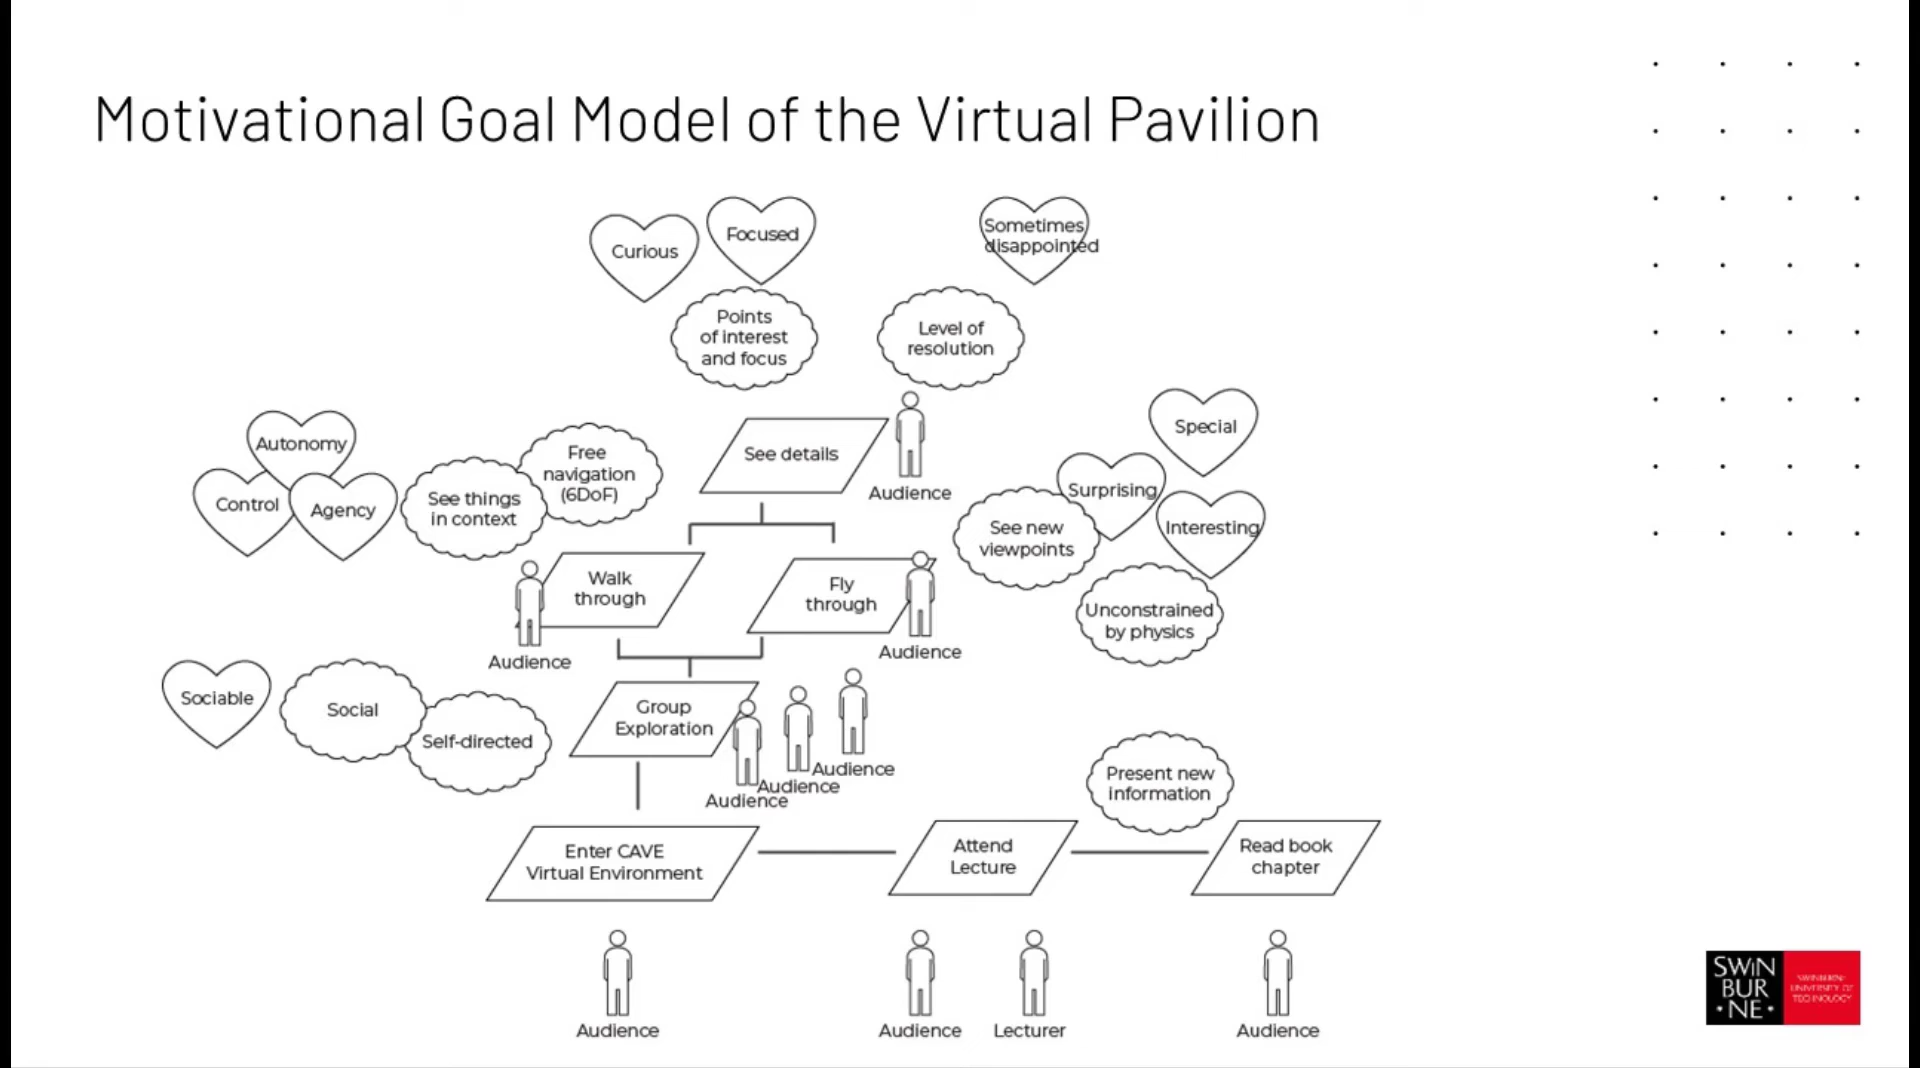 Motivational Goal Model of the Virtual Pavilion
Curious
Focused
Sometimes
disappointed
Points
of interest
and focus
Level of
resolution
Autonomy
Control
Agency
See things
in context
Free
navigation
(6DoF)
See details
Audience
Special
Surprising
Interesting
See new
viewpoints
Unconstrained
by physics
Walk
through
Audience
Fly
through
Audience
Sociable
Social
Self-directed
Group
Exploration
Audience
Audience
Audience
Present new
information
Enter CAVE
Virtual Environment
Attend
Lecture
Read book
chapter
Audience
Audience
Lecturer
Audience
SWIN
BUR
• NE •
SWINBURNE
UNIVERSITY OF
TECHNOLOGY